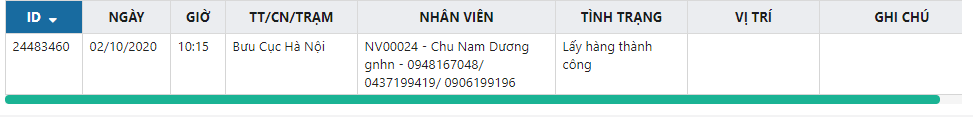 ID NGÀY GIỜ TT/CN/TRẠM NHÂN VIÊN TÌNH TRẠNG VỊ TRÍ GHI CHÚ
24483460 02/10/2020 10:15 Bưu Cục Hà Nội NV00024 - Chu Nam Dương Lấy hàng thành
gnhn - 0948167048/ công
0437199419/ 0906199196